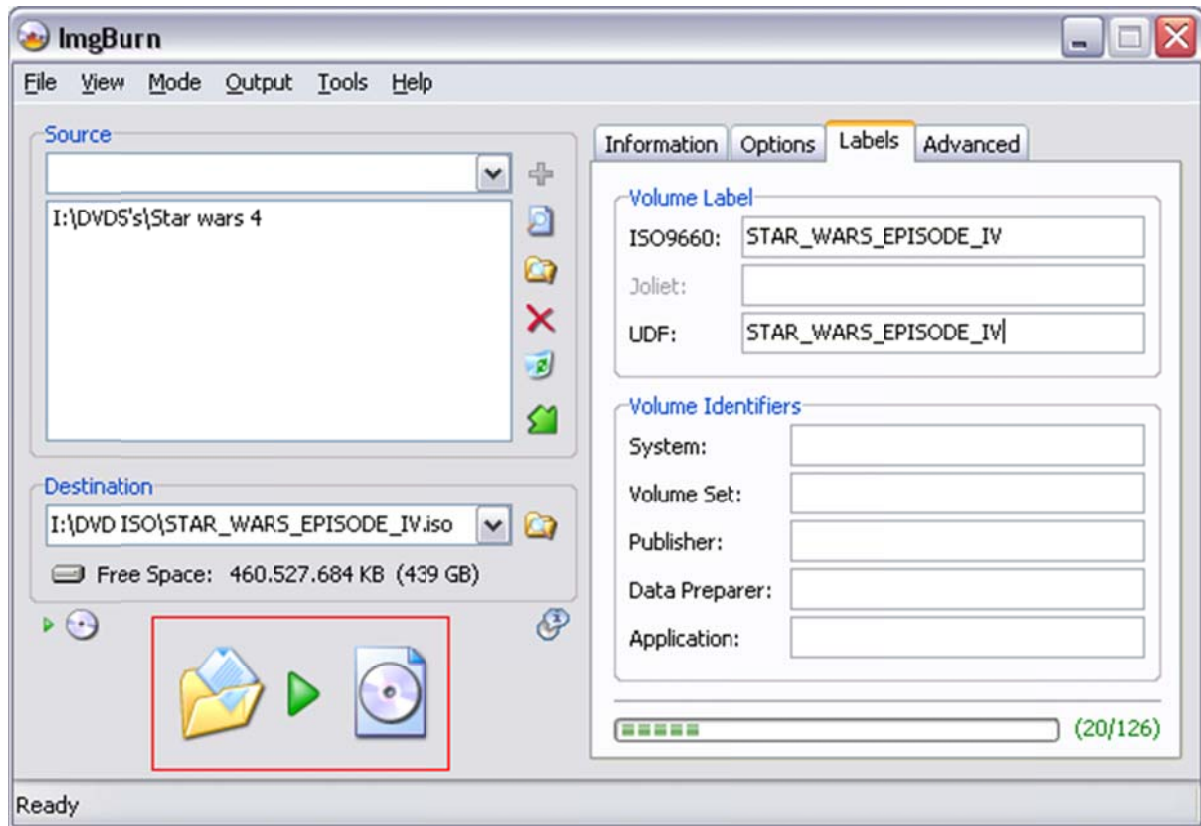 ImgBurn
File View Mode Output Tools Help
Source
I:\DVD5's\Star wars 4
Destination
I:\DVD ISO\STAR_WARS_EPISODE_IV.iso
Free Space: 460.527.684 KB (439 GB)
Information Options Labels Advanced
Volume Label
ISO9660: STAR_WARS_EPISODE_IV
Joliet:
UDF: STAR_WARS_EPISODE_IV
Volume Identifiers
System:
Volume Set:
Publisher:
Data Preparer:
Application:
(20/126)
Ready